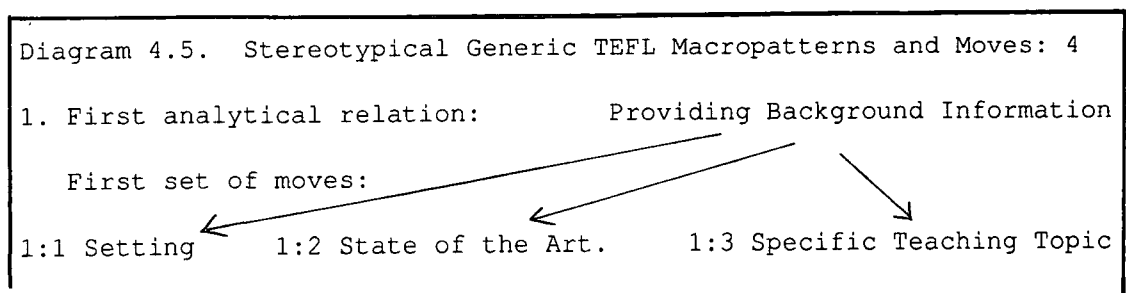 Diagram 4.5. Stereotypical Generic TEFL Macropatterns and Moves: 4
1. First analytical relation: Providing Background Information
First set of moves:
1:1 Setting 1:2 State of the Art. 1:3 Specific Teaching Topic